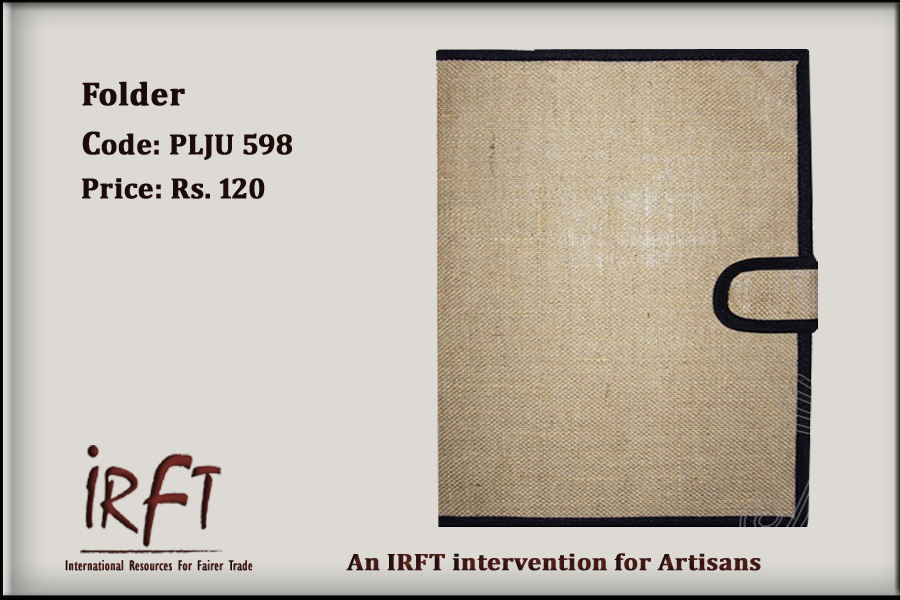 Folder
Code: PLJU 598
Price: Rs. 120
iRFT
International Resources For Fairer Trade
An IRFT intervention for Artisans